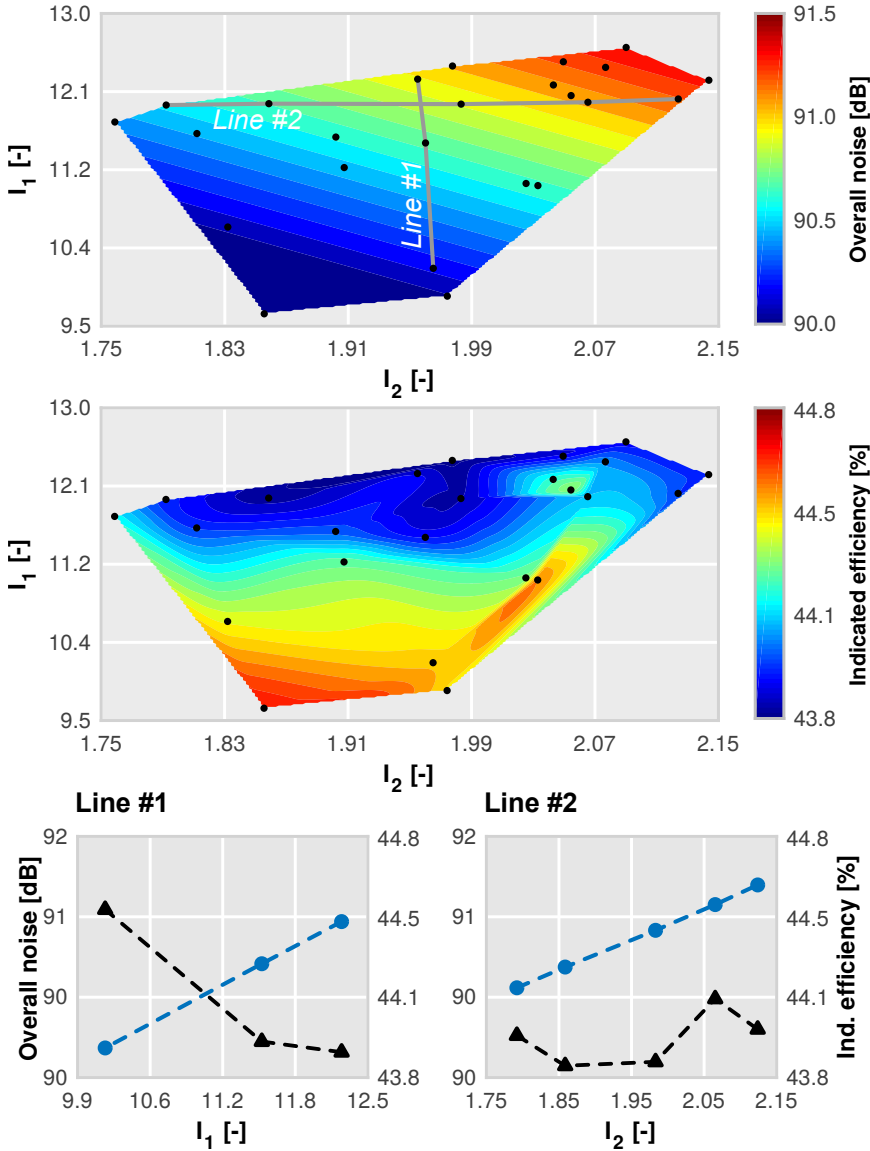 13.0
12.1
11.2
10.4
9.5
I1 [-]
Line #2
Line #1
1.75 1.83 1.91 1.99 2.07 2.15
I2 [-]
91.5
91.0
90.5
90.0
Overall noise [dB]
13.0
12.1
11.2
10.4
9.5
I1 [-]
1.75 1.83 1.91 1.99 2.07 2.15
I2 [-]
44.8
44.5
44.1
43.8
Indicated efficiency [%]
Line #1
92
91
90
90
Overall noise [dB]
44.8
44.5
44.1
43.8
9.9 10.6 11.2 11.8 12.5
I1 [-]
Line #2
92
91
90
90
44.8
44.5
44.1
43.8
Ind. efficiency [%]
1.75 1.85 1.95 2.05 2.15
I2 [-]